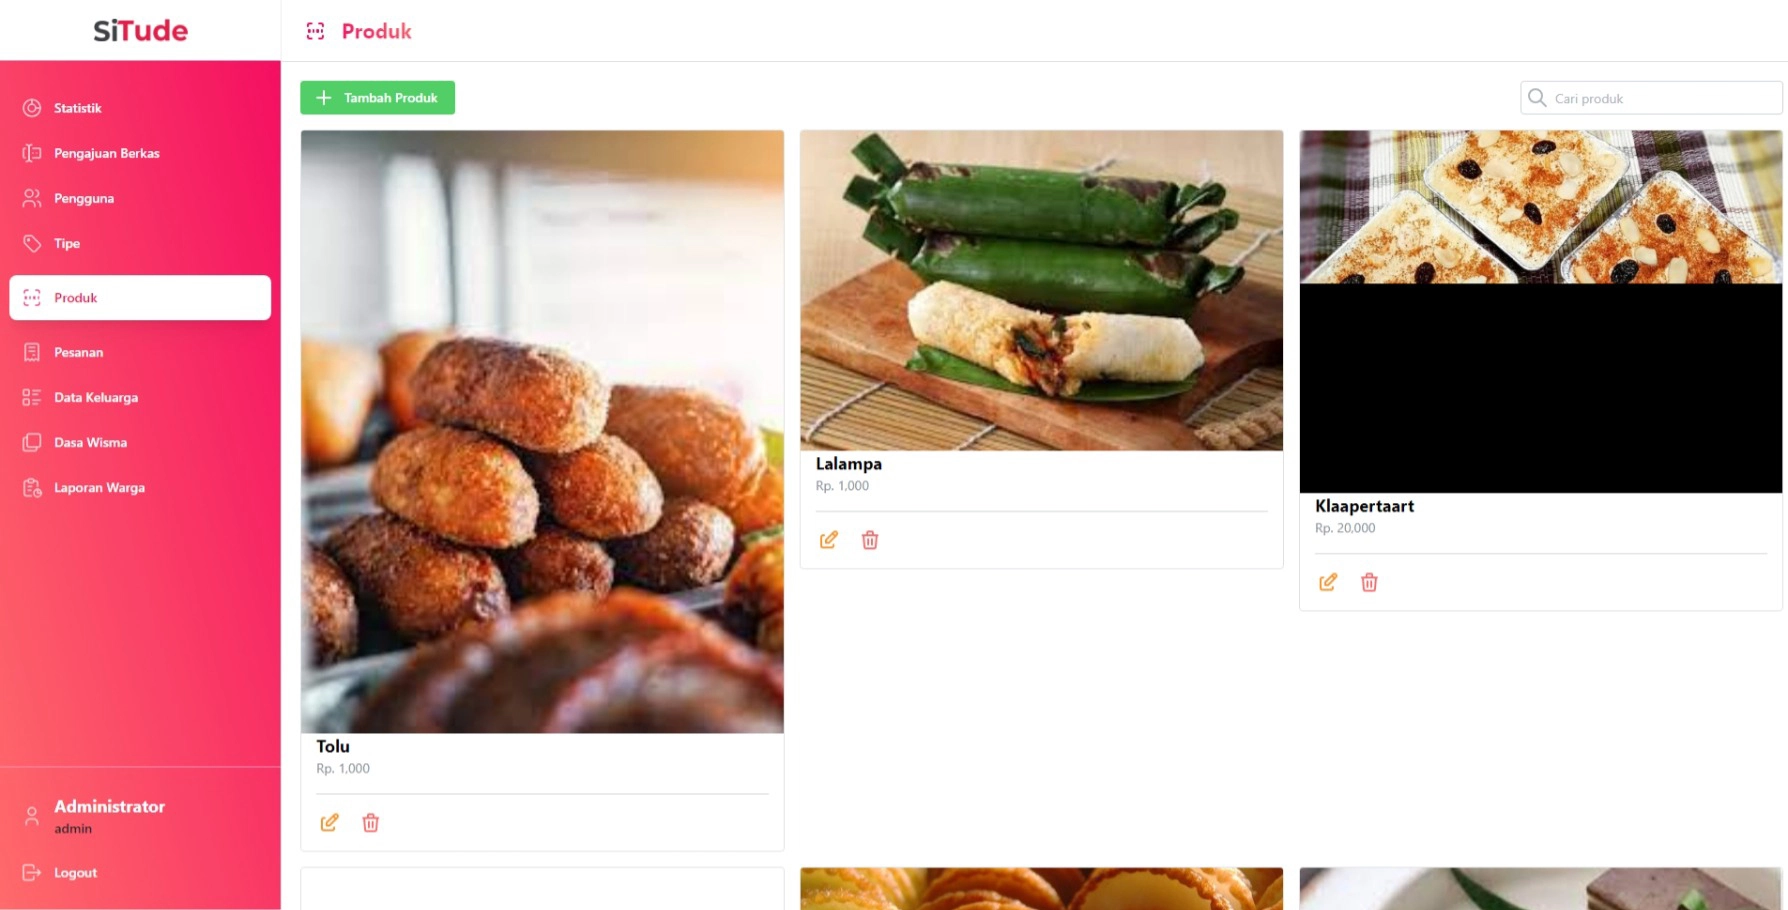 SiTude
Produk
Statistik
Pengajuan Berkas
Pengguna
Tipe
Produk
Pesanan
Data Keluarga
Dasa Wisma
Laporan Warga
Administrator
admin
Logout
Tambah Produk
Cari produk
Tolu
Rp. 1,000
Lalampa
Rp. 1,000
Klaapertaart
Rp. 20,000